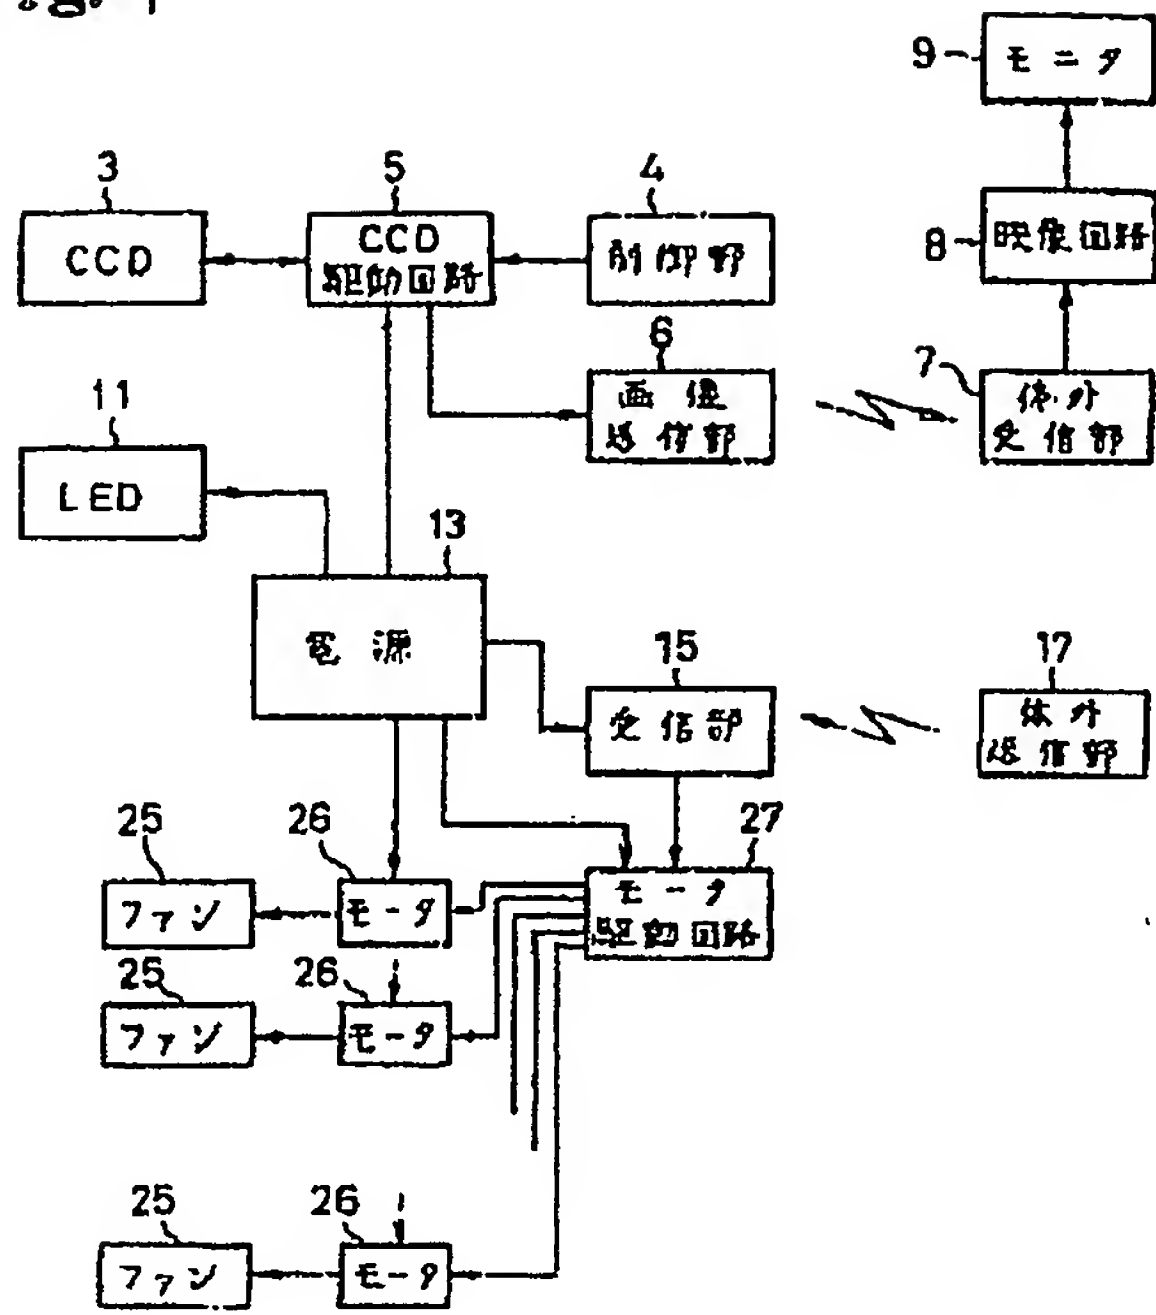 9
モニタ
3
5
4
CCD
CCD
駆動回路
制御部
8
映像回路
6
画像
送信部
7
体外
受信部
11
LED
13
電源
15
受信部
17
体外
送信部
25
26
27
ファン
モータ
モータ
駆動回路
25
26
ファン
モータ
25
26
ファン
モータ